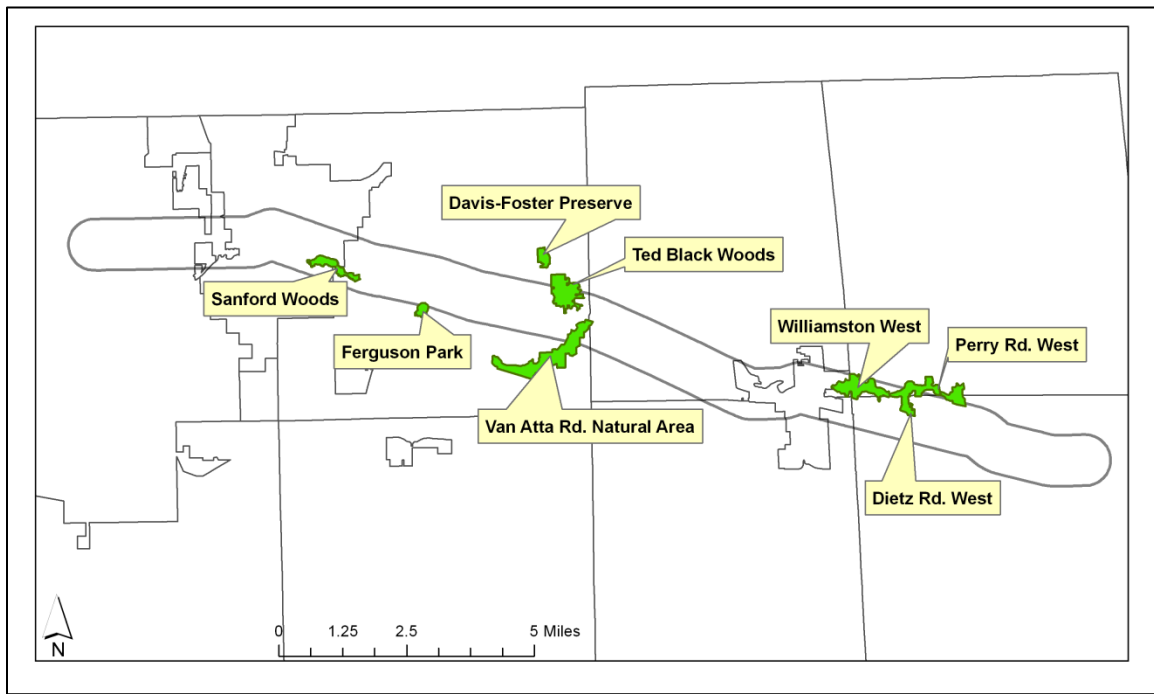 Davis-Foster Preserve
Ted Black Woods
Sanford Woods
Williamston West
Perry Rd. West
Ferguson Park
Van Atta Rd. Natural Area
Dietz Rd. West
0 1.25 2.5 5 Miles
N